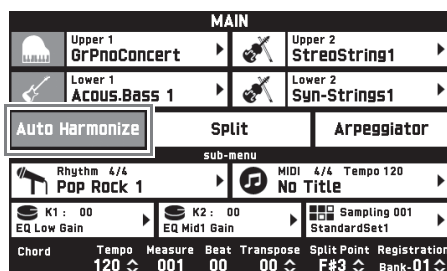 MAIN
Upper 1
GrPnoConcert
Upper 2
StreoString1
Lower 1
Acous.Bass 1
Lower 2
Syn-Strings1
Auto Harmonize
Split
Arpeggiator
sub-menu
Rhythm 4/4
Pop Rock 1
MIDI 4/4 Tempo 120
No Title
K1 : 00
EQ Low Gain
K2 : 00
EQ Mid1 Gain
Sampling 001
StandardSet1
Chord Tempo Measure Beat Transpose Split Point Registration
120 001 00 00 F#3 Bank-01